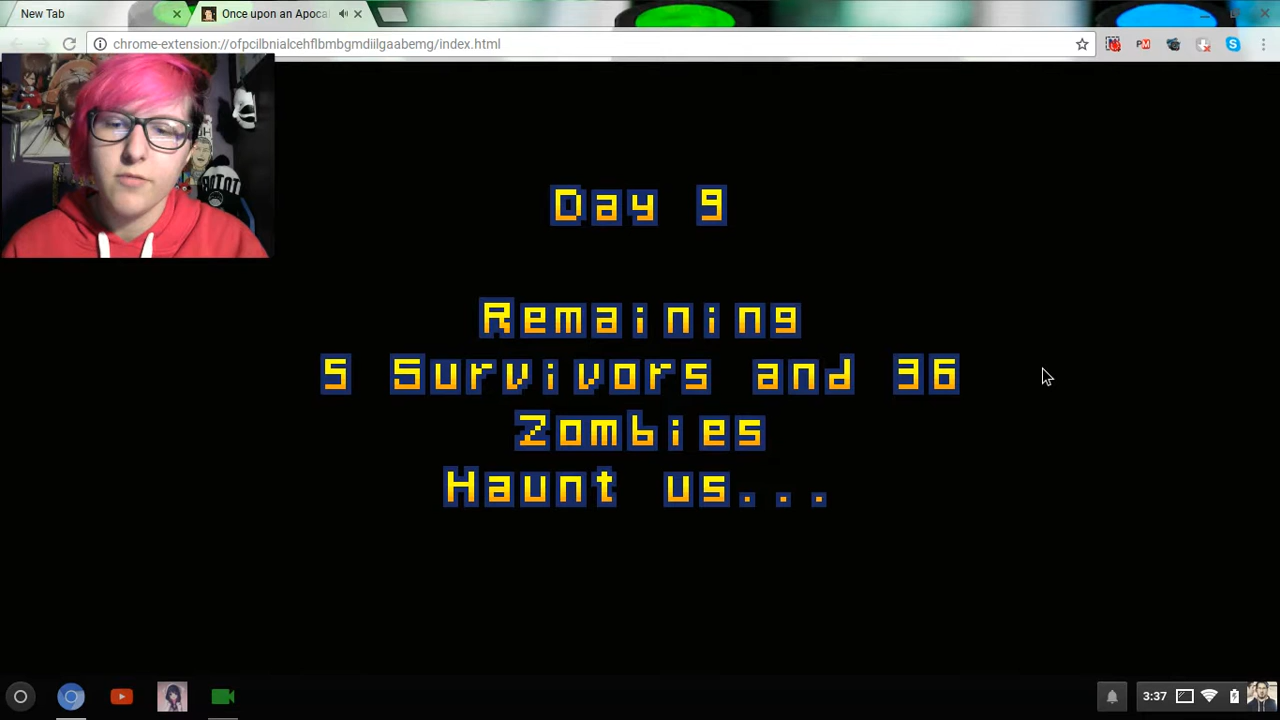 New Tab
Once upon an Apoca
chrome-extension://ofpcilbnialcehflbmbgmdiilgaabemg/index.html
Day 9
Remaining
5 Survivors and 36
Zombies
Haunt us...
3:37